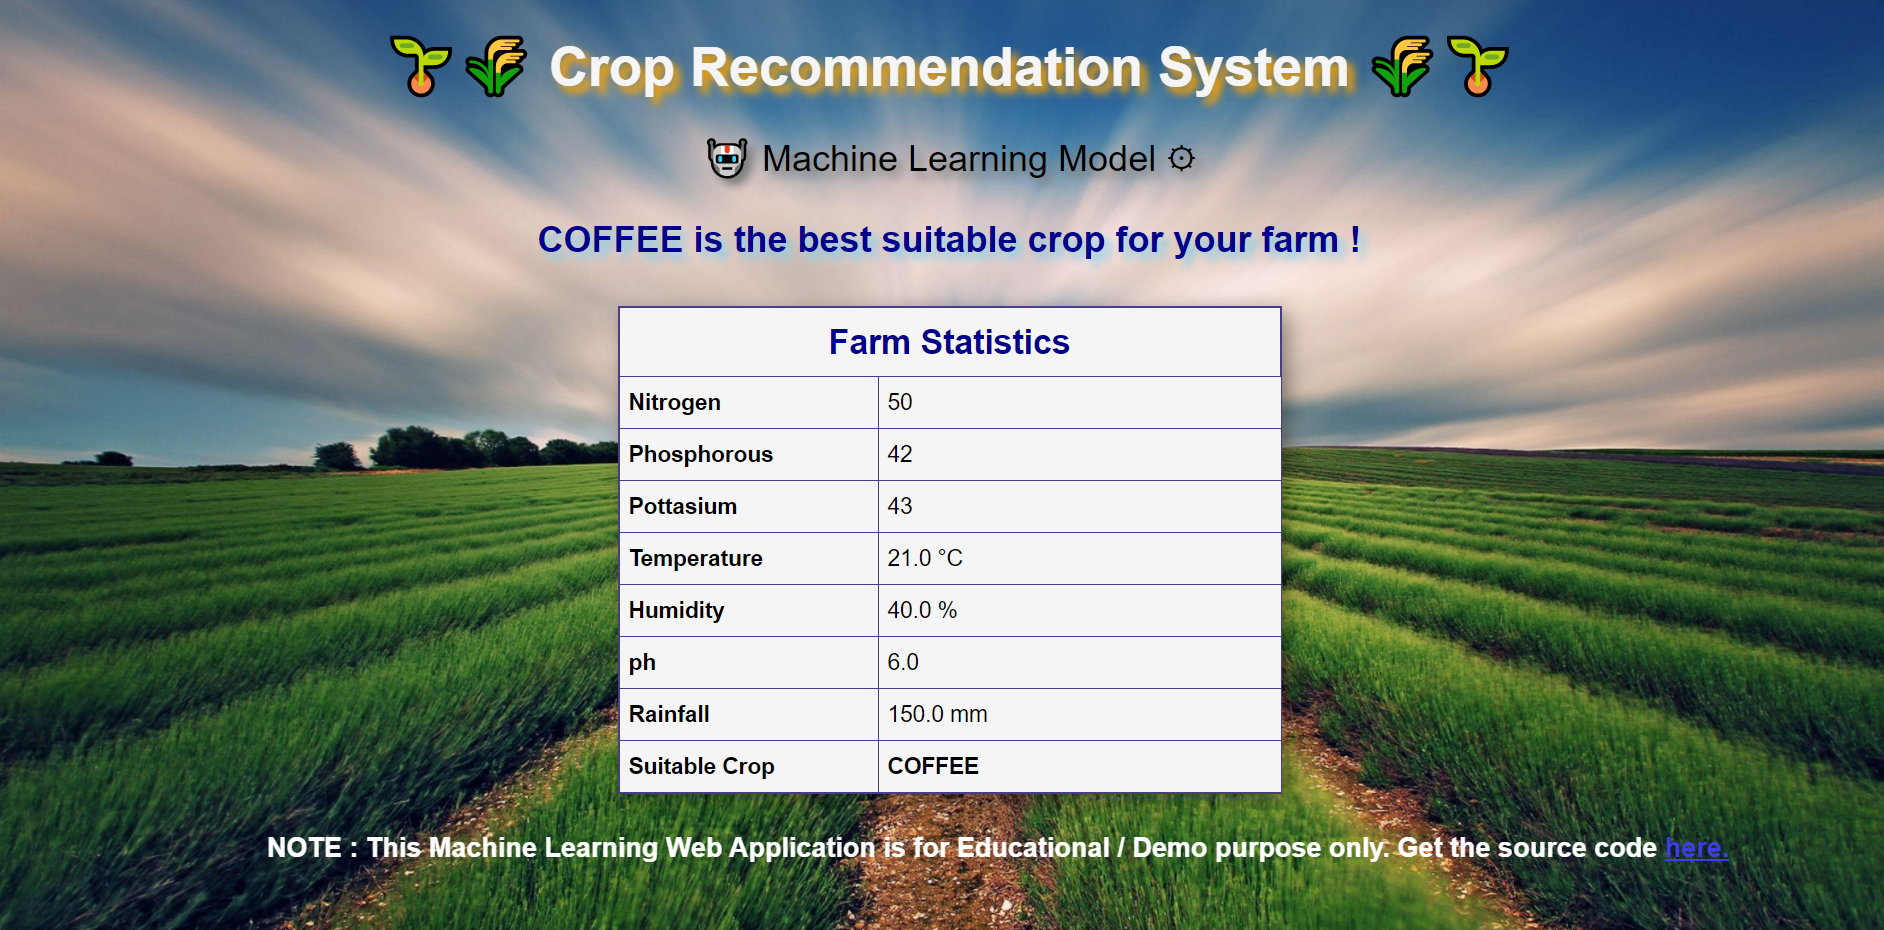 Crop Recommendation System
Machine Learning Model
COFFEE is the best suitable crop for your farm !
Farm Statistics
Nitrogen 50
Phosphorous 42
Pottasium 43
Temperature 21.0 °C
Humidity 40.0 %
ph 6.0
Rainfall 150.0 mm
Suitable Crop COFFEE
NOTE : This Machine Learning Web Application is for Educational / Demo purpose only. Get the source code here.